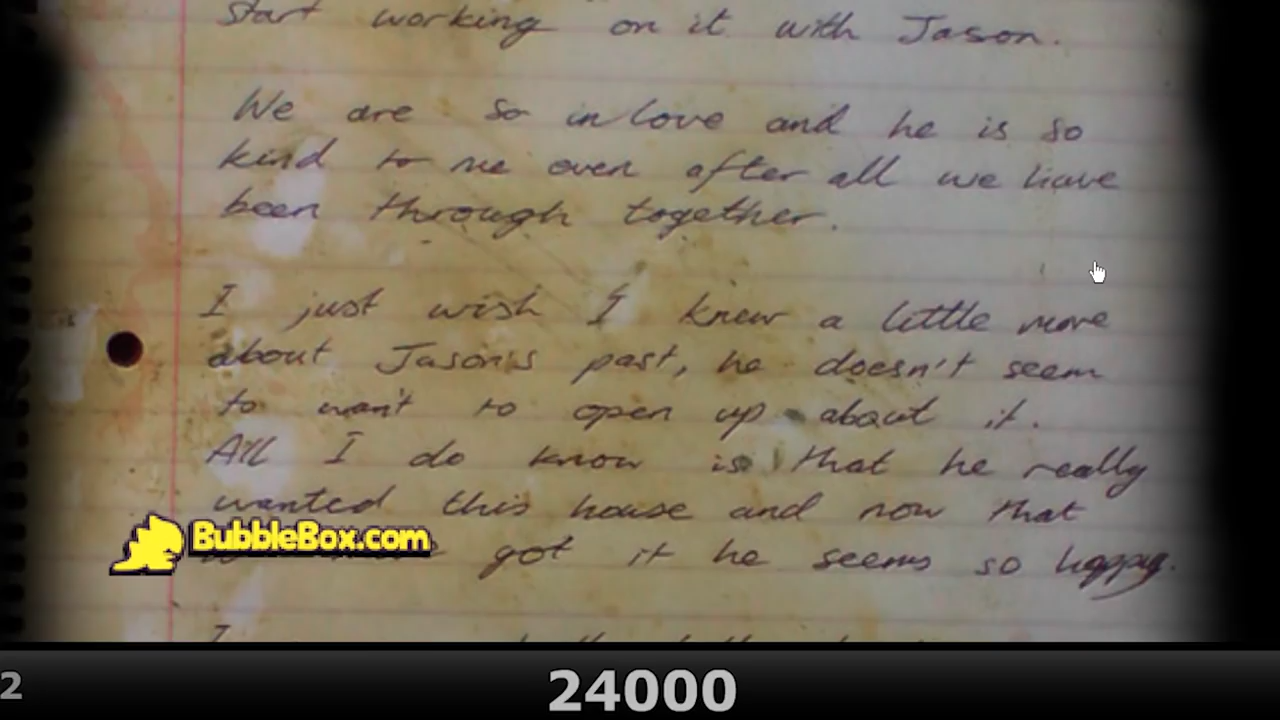 start working on it with Jason.
We are so in love and he is so
kind to me even after all we have
been through together.
I just wish I knew a little more
about Jason's past, he doesn't seem
to want to open up about it.
All I do know is that he really
wanted this house and now that
BubbleBox.com
got it he seems so happy.
I
2
24000